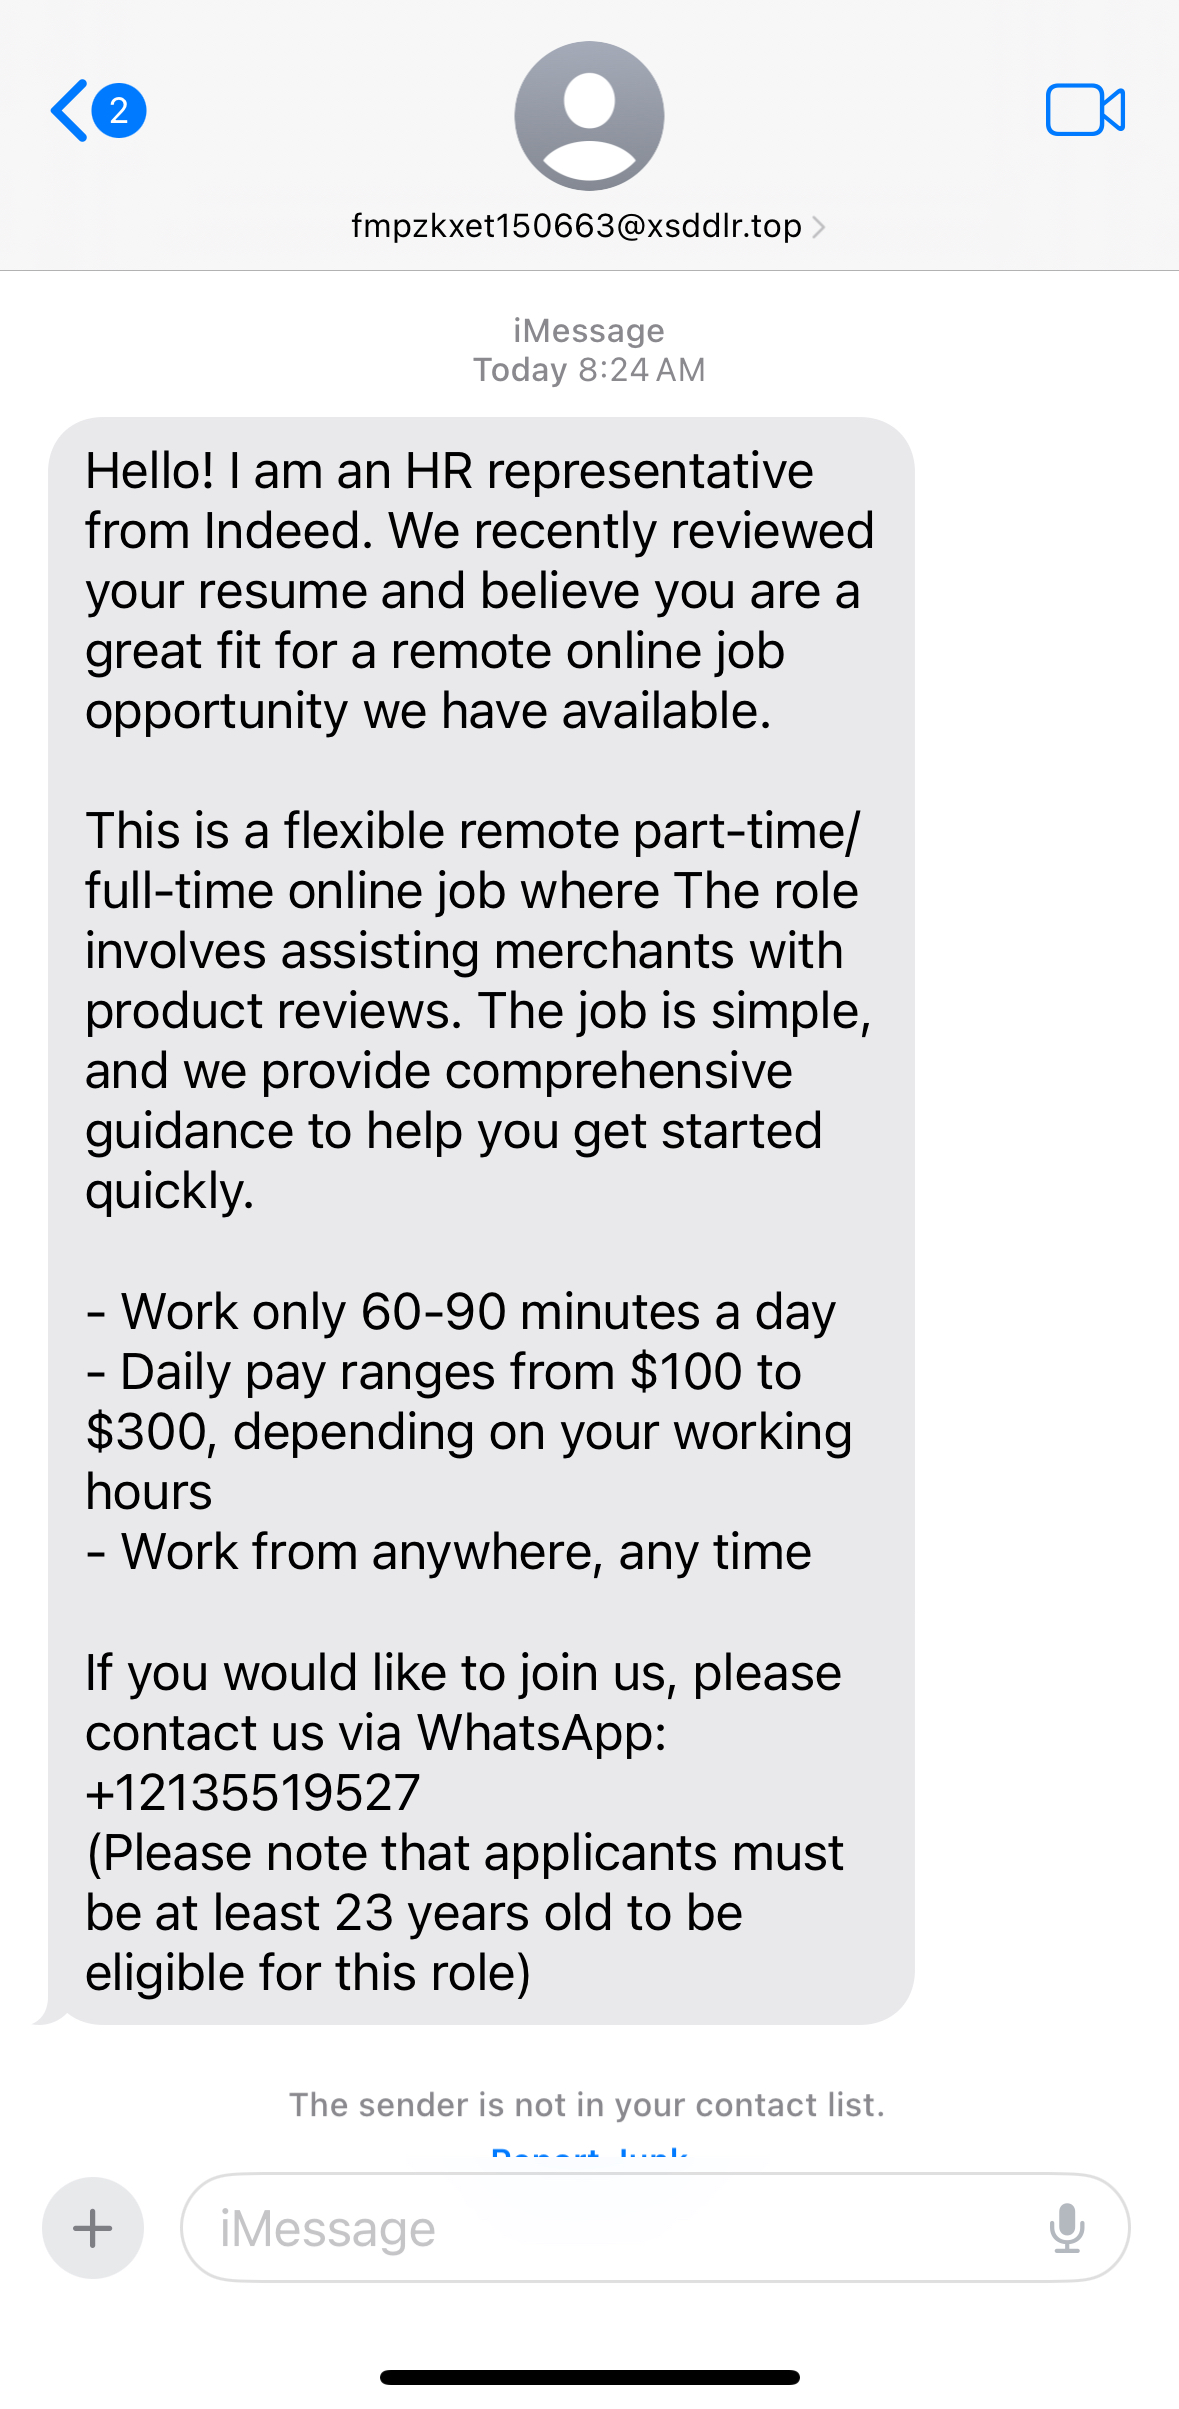 2
fmpzkxet150663@xsddlr.top
iMessage
Today 8:24 AM
Hello! I am an HR representative
from Indeed. We recently reviewed
your resume and believe you are a
great fit for a remote online job
opportunity we have available.
This is a flexible remote part-time/
full-time online job where The role
involves assisting merchants with
product reviews. The job is simple,
and we provide comprehensive
guidance to help you get started
quickly.
- Work only 60-90 minutes a day
- Daily pay ranges from $100 to
$300, depending on your working
hours
- Work from anywhere, any time
If you would like to join us, please
contact us via WhatsApp:
+12135519527
(Please note that applicants must
be at least 23 years old to be
eligible for this role)
The sender is not in your contact list.
Report Junk
iMessage